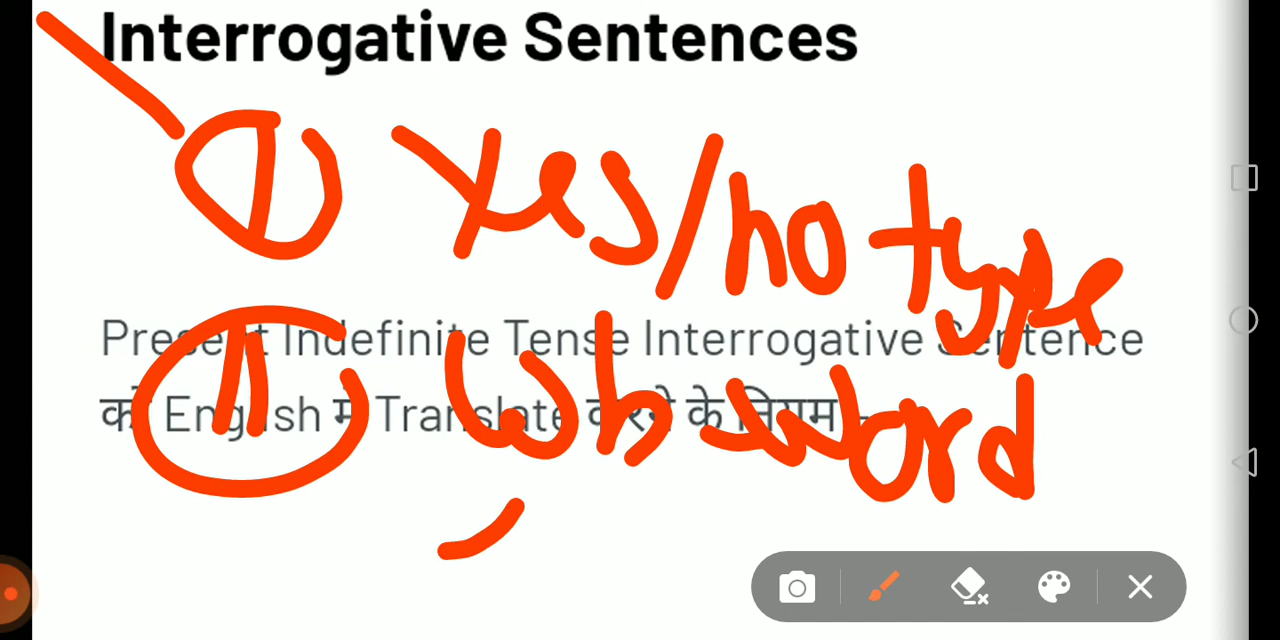 Interrogative Sentences
① Yes/no type
Present Indefinite Tense Interrogative Sentence
को English में Translate करने के नियम –
② Wh word